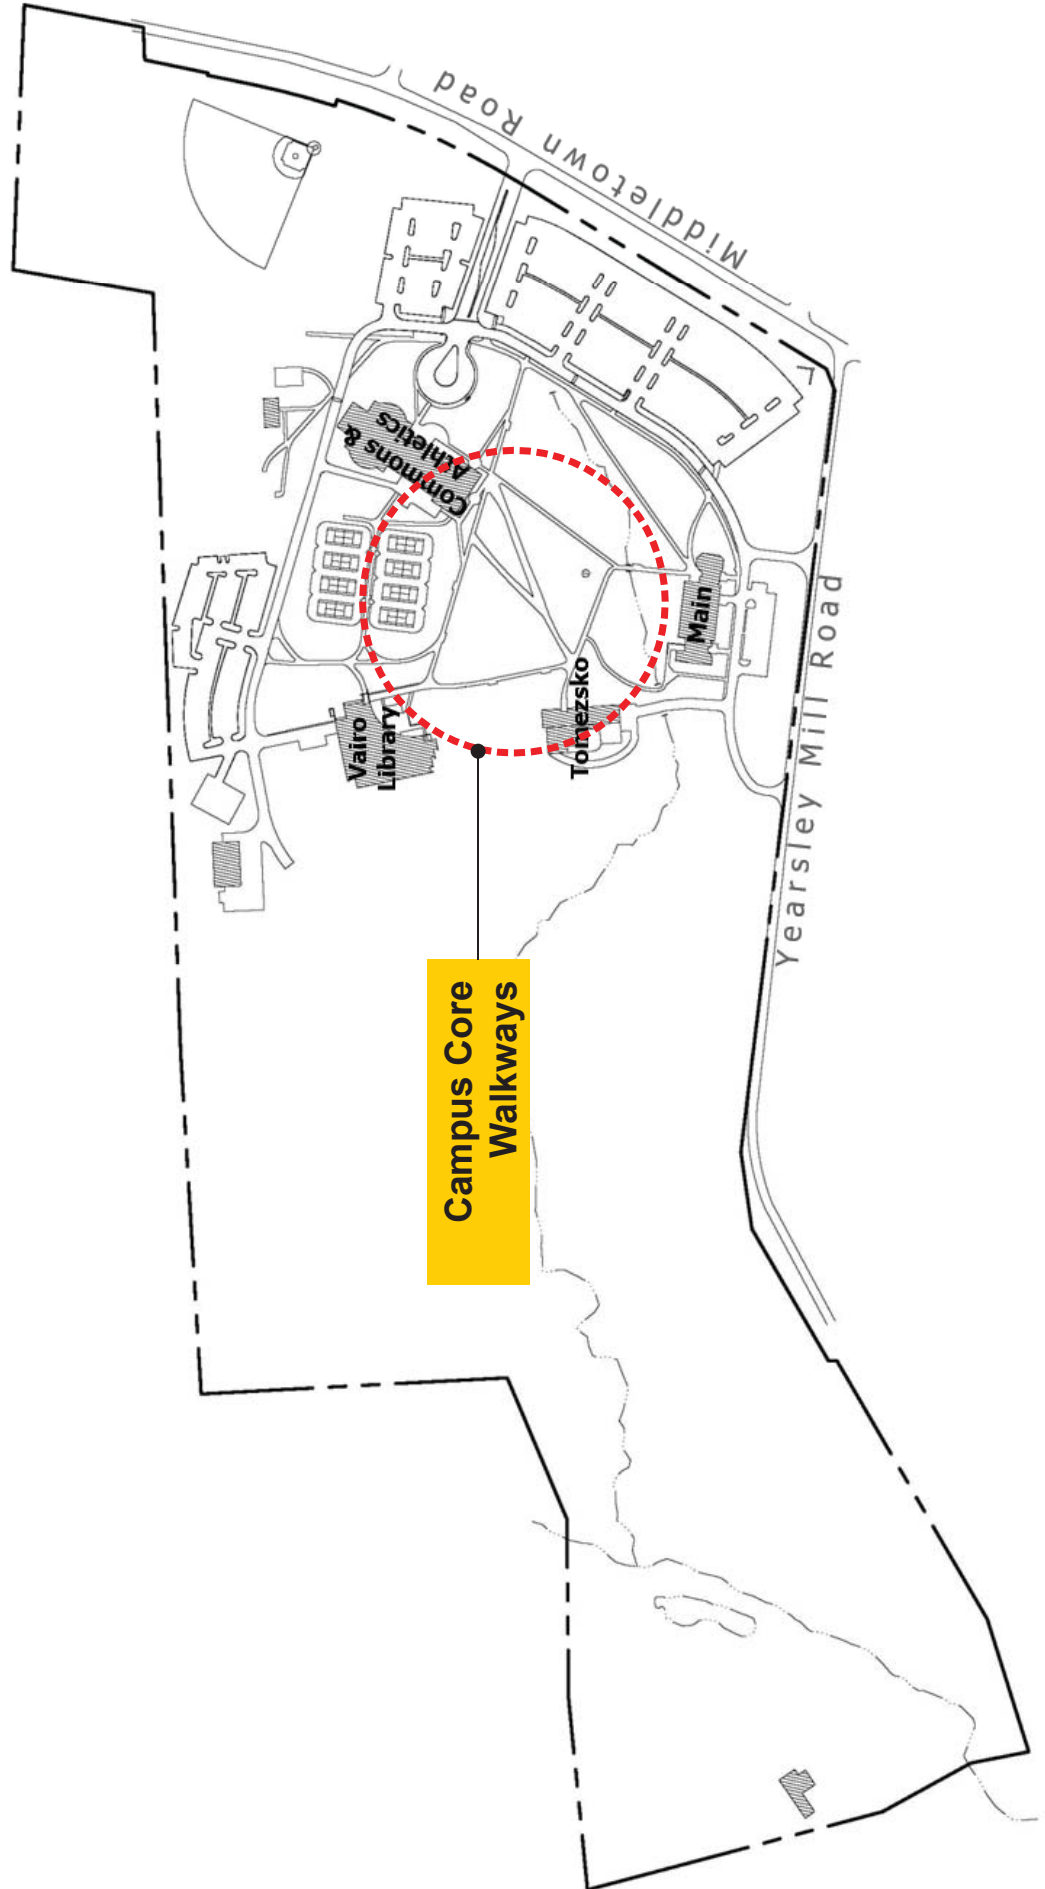 Middletown Road
Commons &
Athletics
Vairo
Library
Tomezsko
Main
Campus Core
Walkways
Yearsley Mill Road